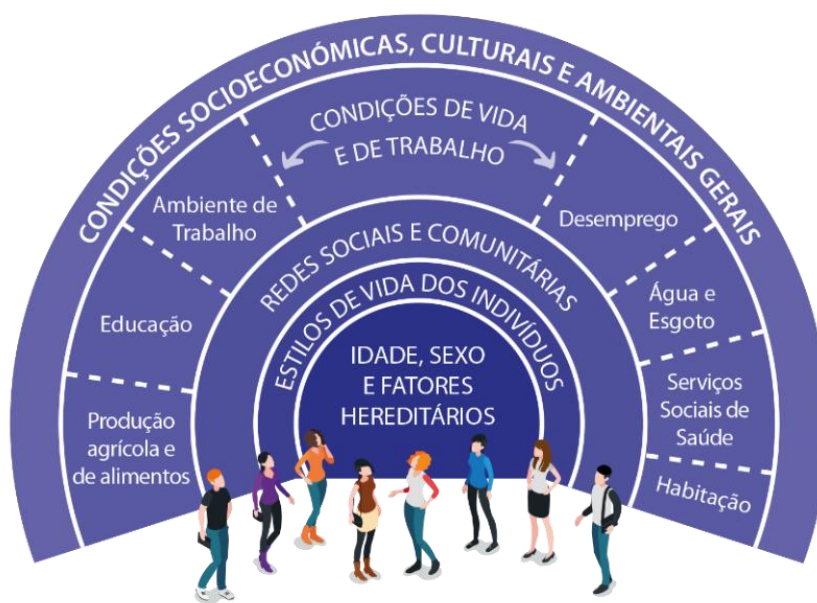 CONDIÇÕES SOCIOECONÓMICAS, CULTURAIS E AMBIENTAIS GERAIS
CONDIÇÕES DE VIDA
E DE TRABALHO
Produção
agrícola e
de alimentos
Educação
Ambiente de
Trabalho
Desemprego
Água e
Esgoto
Serviços
Sociais de
Saúde
Habitação
REDES SOCIAIS E COMUNITÁRIAS
ESTILOS DE VIDA DOS INDIVÍDUOS
IDADE, SEXO
E FATORES
HEREDITÁRIOS